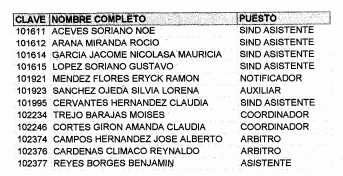 CLAVE NOMBRE COMPLETO PUESTO
101611 ACEVES SORIANO NOE SIND ASISTENTE
101612 ARANA MIRANDA ROCIO SIND ASISTENTE
101614 GARCIA JACOME NICOLASA MAURICIA SIND ASISTENTE
101615 LOPEZ SORIANO GUSTAVO SIND ASISTENTE
101921 MENDEZ FLORES ERYCK RAMON NOTIFICADOR
101923 SANCHEZ OJEDA SILVIA LORENA AUXILIAR
101995 CERVANTES HERNANDEZ CLAUDIA SIND ASISTENTE
102234 TREJO BARAJAS MOISES COORDINADOR
102246 CORTES GIRON AMANDA CLAUDIA COORDINADOR
102374 CAMPOS HERNANDEZ JOSE ALBERTO ARBITRO
102376 CARDENAS CLIMACO REYNALDO ARBITRO
102377 REYES BORGES BENJAMIN ASISTENTE